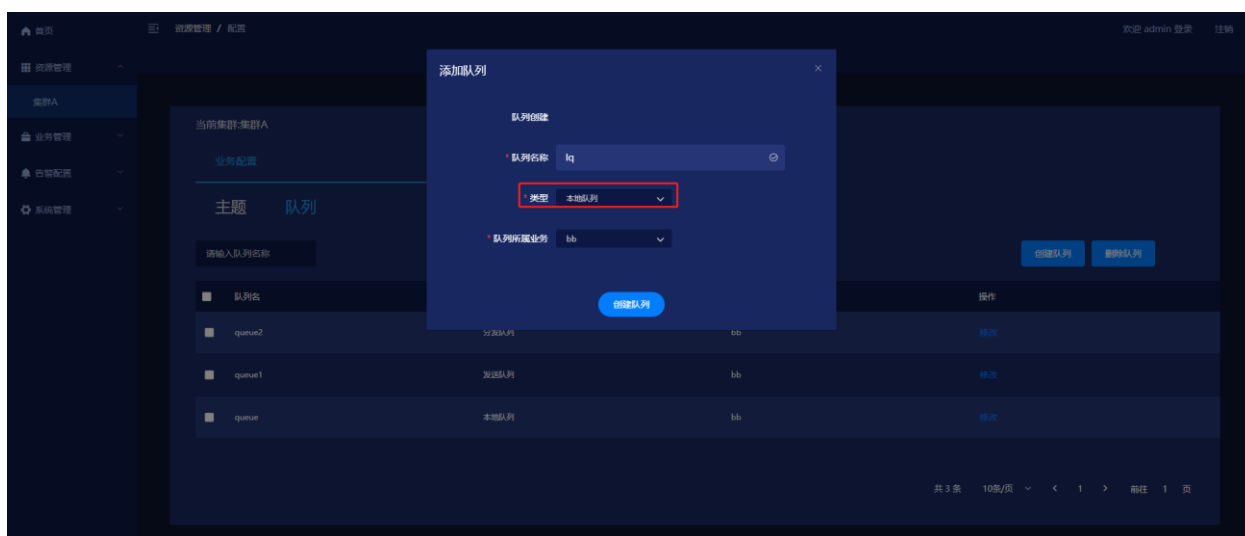 首页
资源管理 / 配置
欢迎 admin 登录 注销
资源管理
集群A
业务管理
告警配置
系统管理
当前集群:集群A
业务配置
主题 队列
请输入队列名称
创建队列 删除队列
添加队列
队列创建
* 队列名称 lq
* 类型 本地队列
* 队列所属业务 bb
创建队列
队列名 操作
queue2 分发队列 bb 修改
queue1 发送队列 bb 修改
queue 本地队列 bb 修改
共 3 条 10条/页 1 前往 1 页